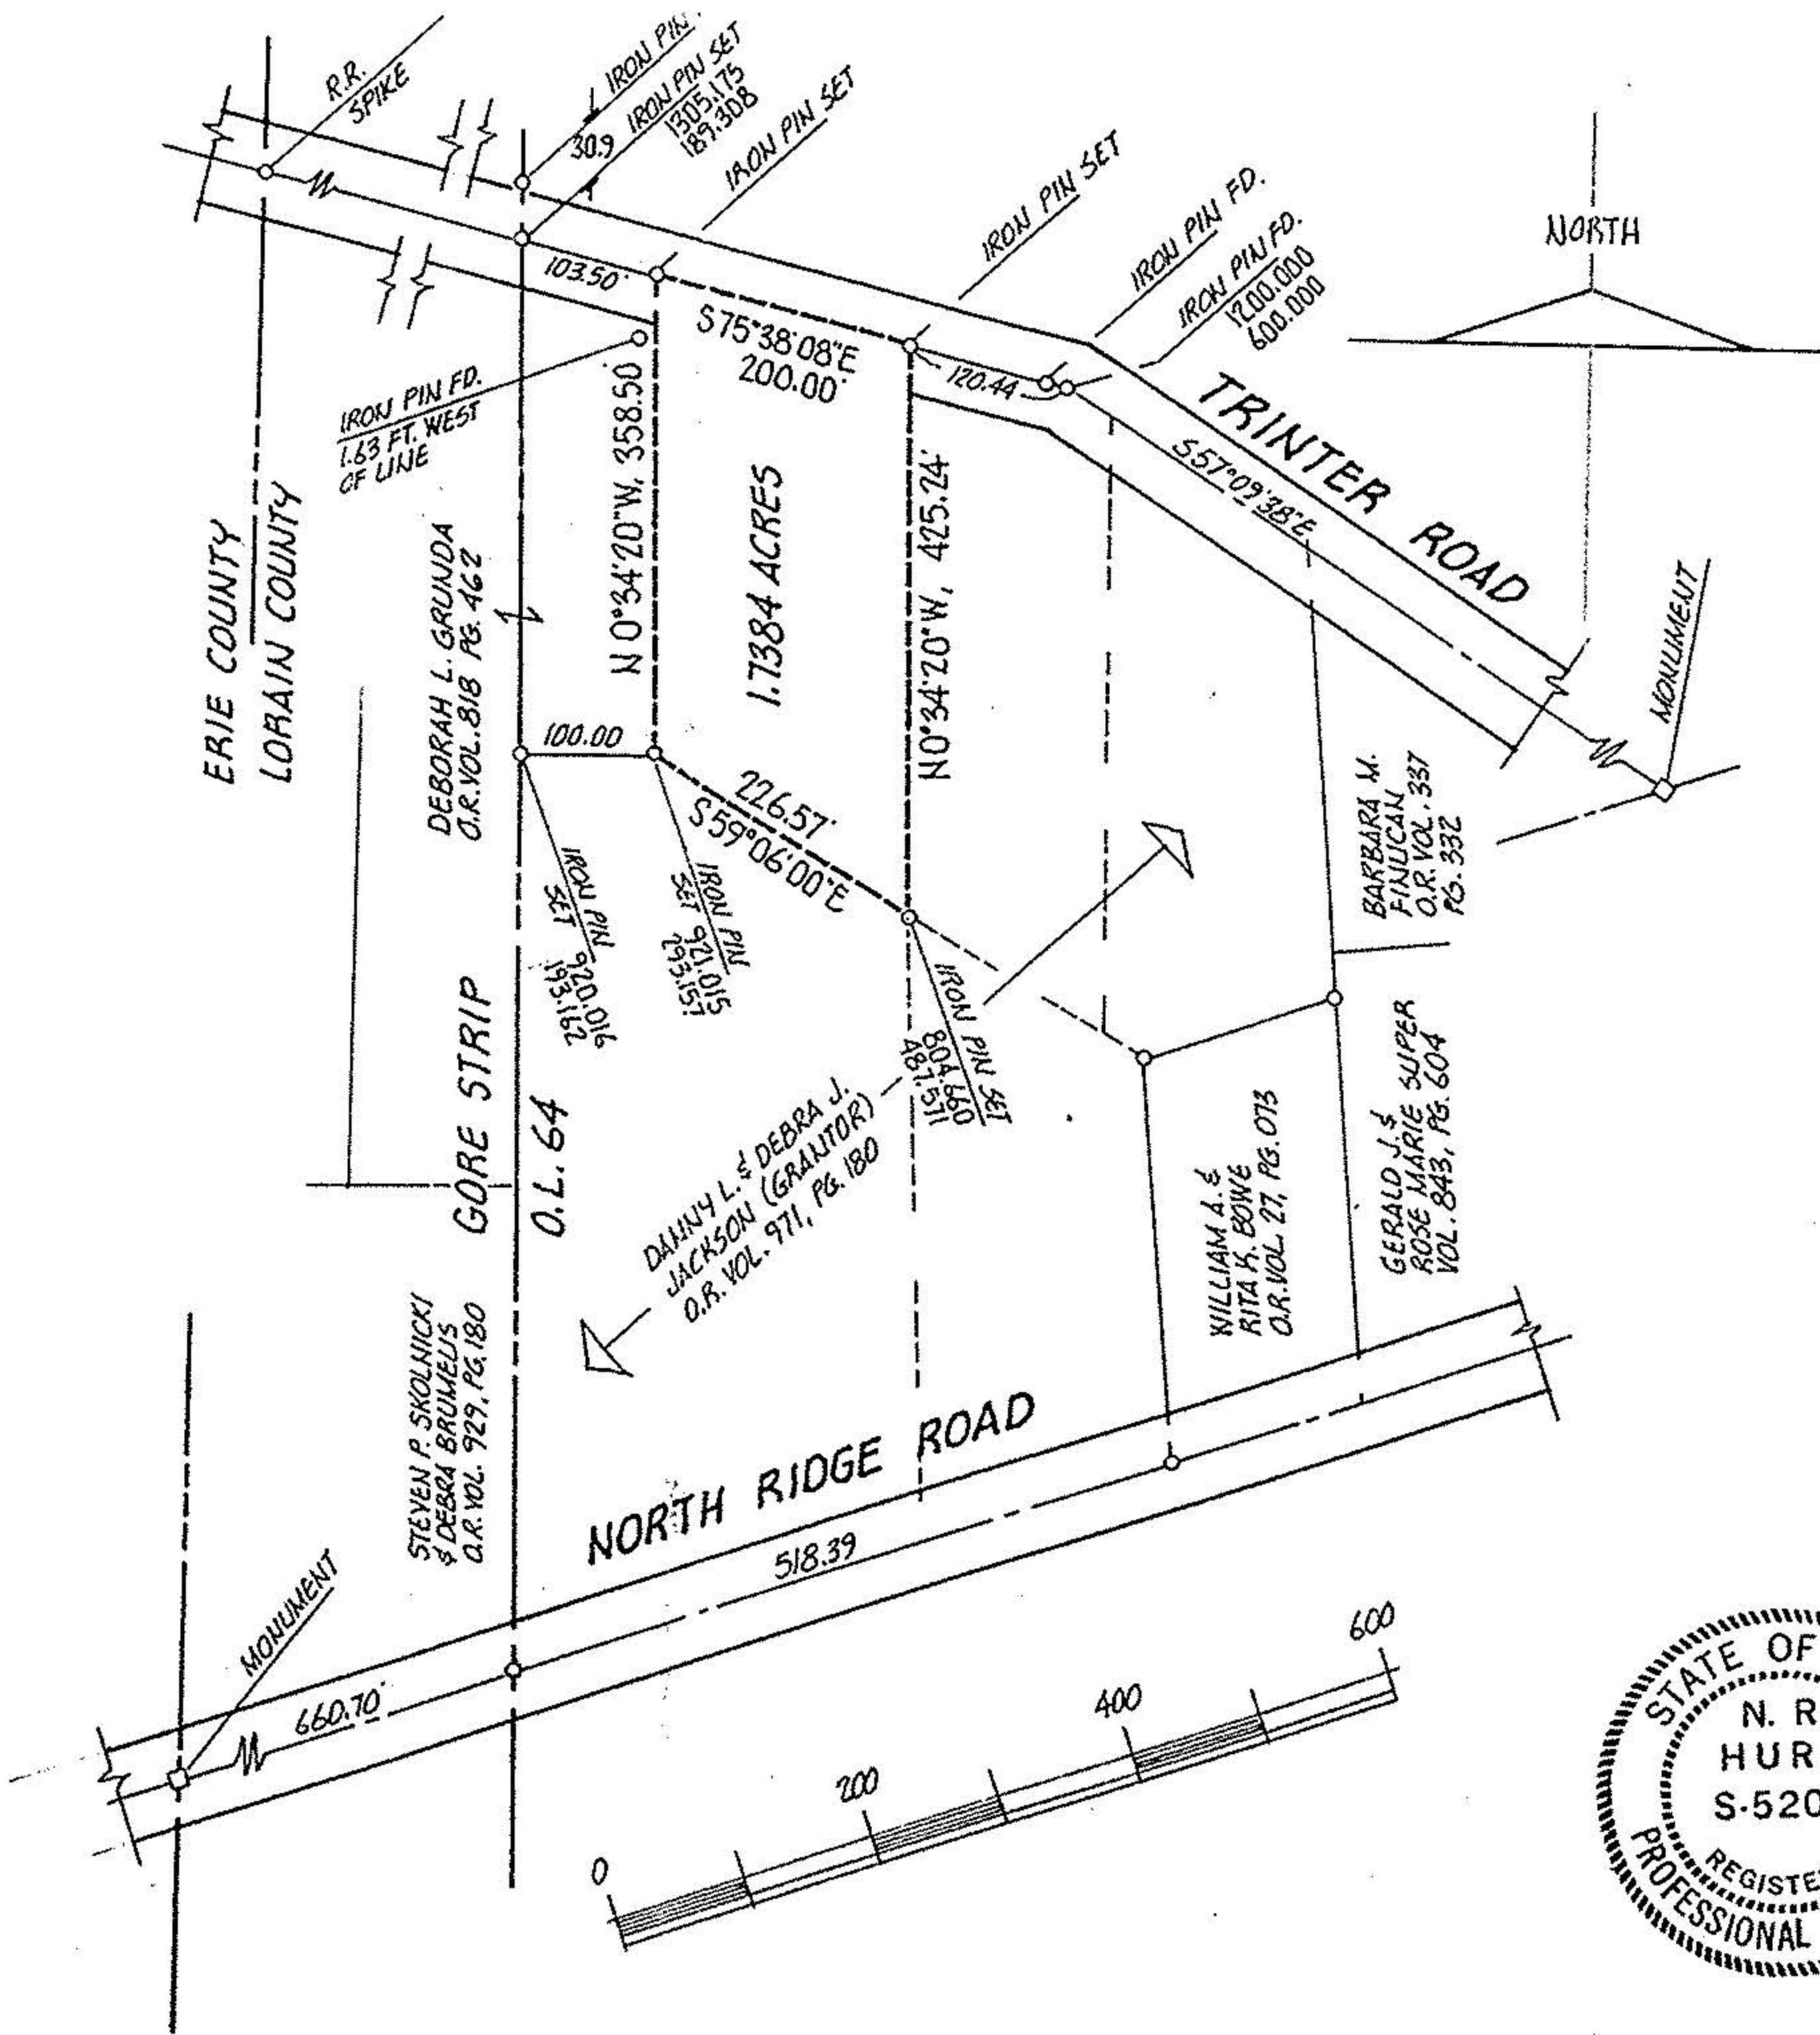 R.R.
SPIKE
IRON PIN
30.9
IRON PIN SET
1305.175
189.308
IRON PIN SET
IRON PIN SET
IRON PIN FD.
IRON PIN FD.
1200.000
600.000
NORTH
103.50'
S75°38'08"E
200.00'
120.44
IRON PIN FD.
1.63 FT. WEST
OF LINE
TRINTER ROAD
S57°09'38"E
ERIE COUNTY
LORAIN COUNTY
DEBORAH L. GRUNDA
O.R. VOL. 818 PG. 462
N 0°34'20"W, 358.50'
1.7384 ACRES
N0°34'20"W, 425.24'
MONUMENT
100.00
226.57'
S59°06'00"E
IRON PIN
SET
920.016
193.162
IRON PIN
SET
921.015
293.157
IRON PIN SET
804.660
487.571
BARBARA M.
FINUCAN
O.R. VOL. 337
PG. 332
GORE STRIP
O.L. 64
DANNY L. & DEBRA J.
JACKSON (GRANTOR)
O.R. VOL. 971, PG. 180
WILLIAM A. &
RITA K. BOWE
O.R. VOL. 27, PG. 073
GERALD J. &
ROSE MARIE SUPER
VOL. 843, PG. 604
STEVEN P. SKOLNICKI
& DEBRA BRUMELIS
O.R. VOL. 929, PG. 180
NORTH RIDGE ROAD
518.39
MONUMENT
660.70'
0
200
400
600
STATE OF
N. R
HUR
S-520
REGISTE
PROFESSIONAL